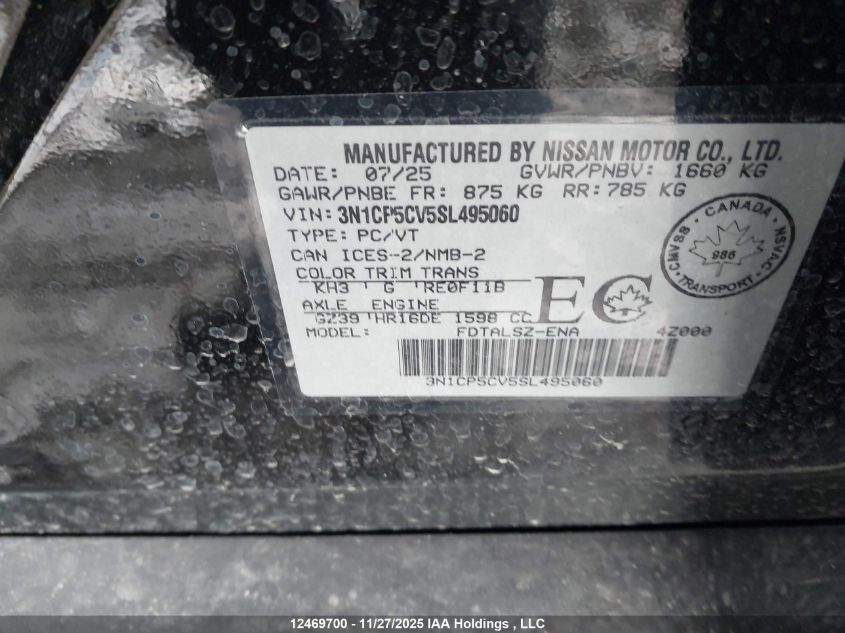 MANUFACTURED BY NISSAN MOTOR CO., LTD.
DATE: 07/25 GVWR/PNBV: 1660 KG
GAWR/PNBE FR: 875 KG RR: 785 KG
VIN: 3N1CP5CV5SL495060
TYPE: PC/VT
CAN ICES-2/NMB-2
COLOR TRIM TRANS
KH3 ' G 'RE0F11B
AXLE ENGINE
GZ39 'HR16DE 1598 CC
EC
CANADA
CMVSS NSVAC
986
TRANSPORT
MODEL: FDTALSZ-ENA 4Z000
3N1CP5CV5SL495060
12469700 - 11/27/2025 IAA Holdings , LLC